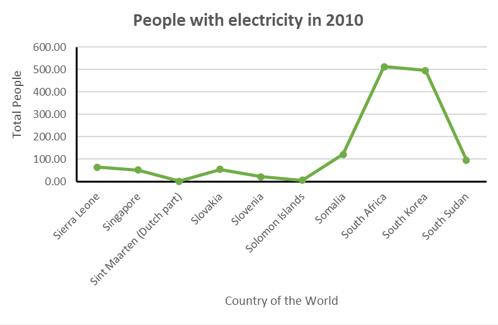 People with electricity in 2010
Total People
600.00
500.00
400.00
300.00
200.00
100.00
0.00
Sierra Leone
Singapore
Sint Maarten (Dutch part)
Slovakia
Slovenia
Solomon Islands
Somalia
South Africa
South Korea
South Sudan
Country of the World